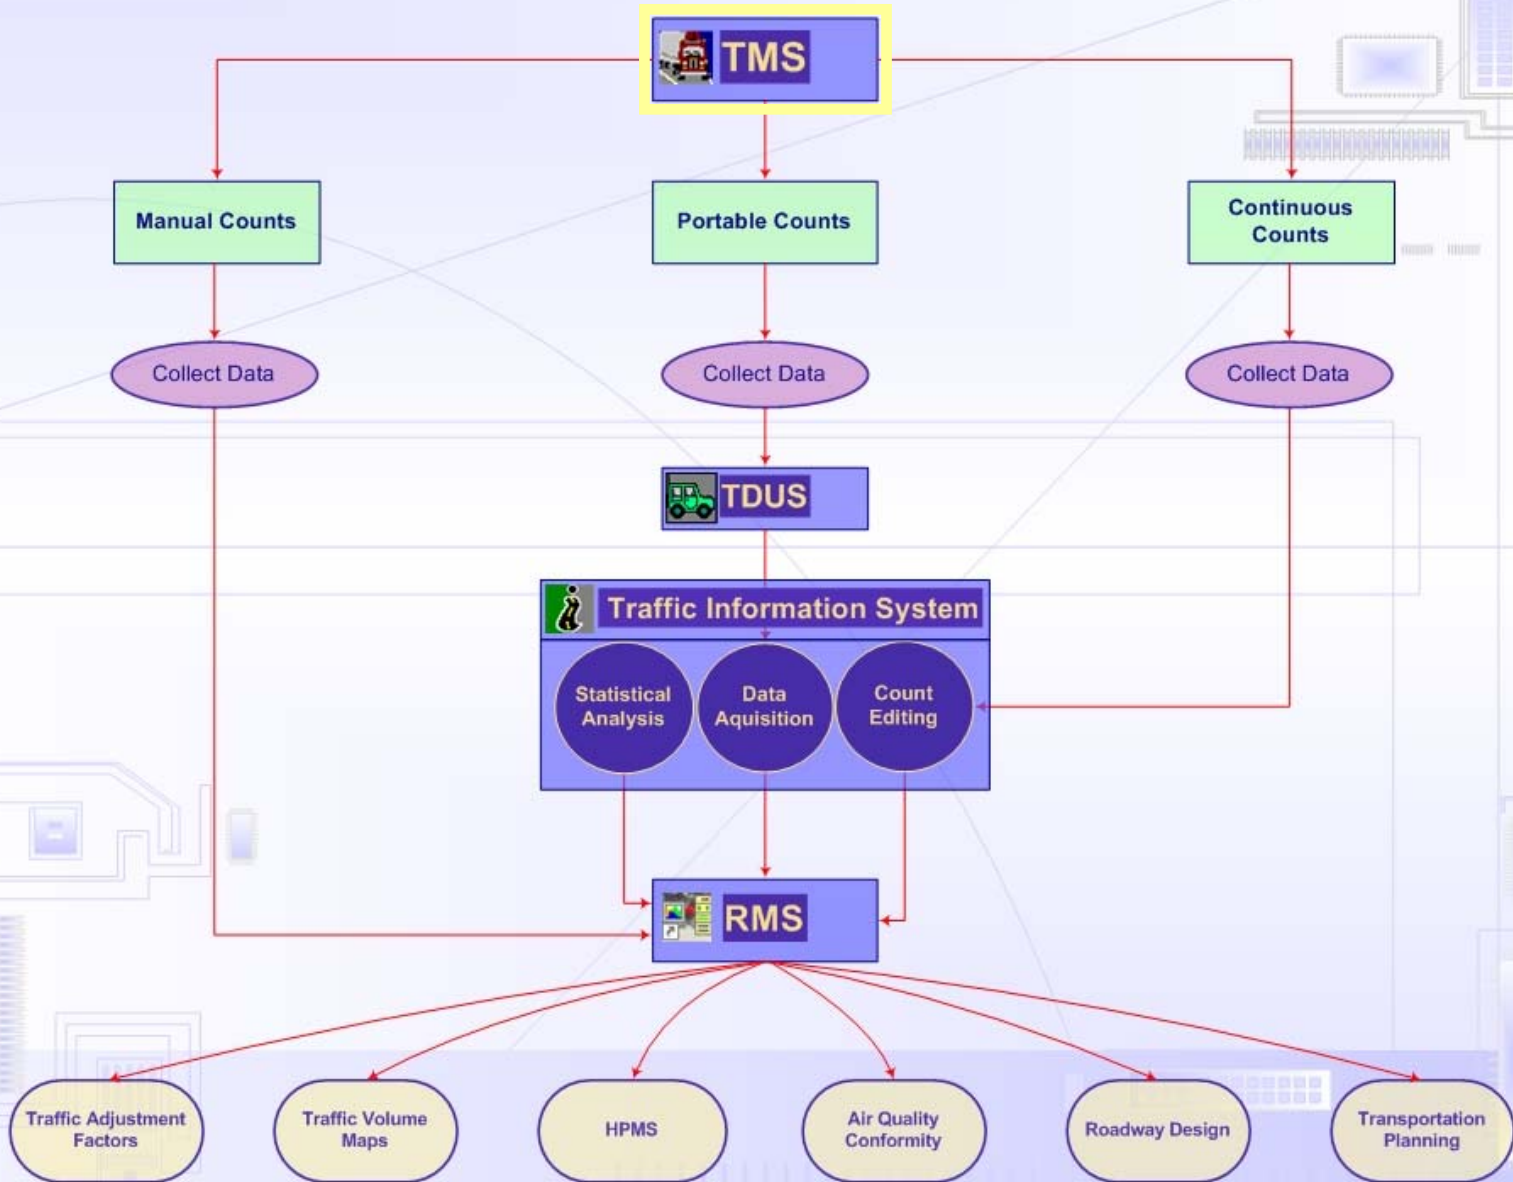 TMS
Manual Counts
Portable Counts
Continuous
Counts
Collect Data
Collect Data
Collect Data
TDUS
Traffic Information System
Statistical
Analysis
Data
Aquisition
Count
Editing
RMS
Traffic Adjustment
Factors
Traffic Volume
Maps
HPMS
Air Quality
Conformity
Roadway Design
Transportation
Planning